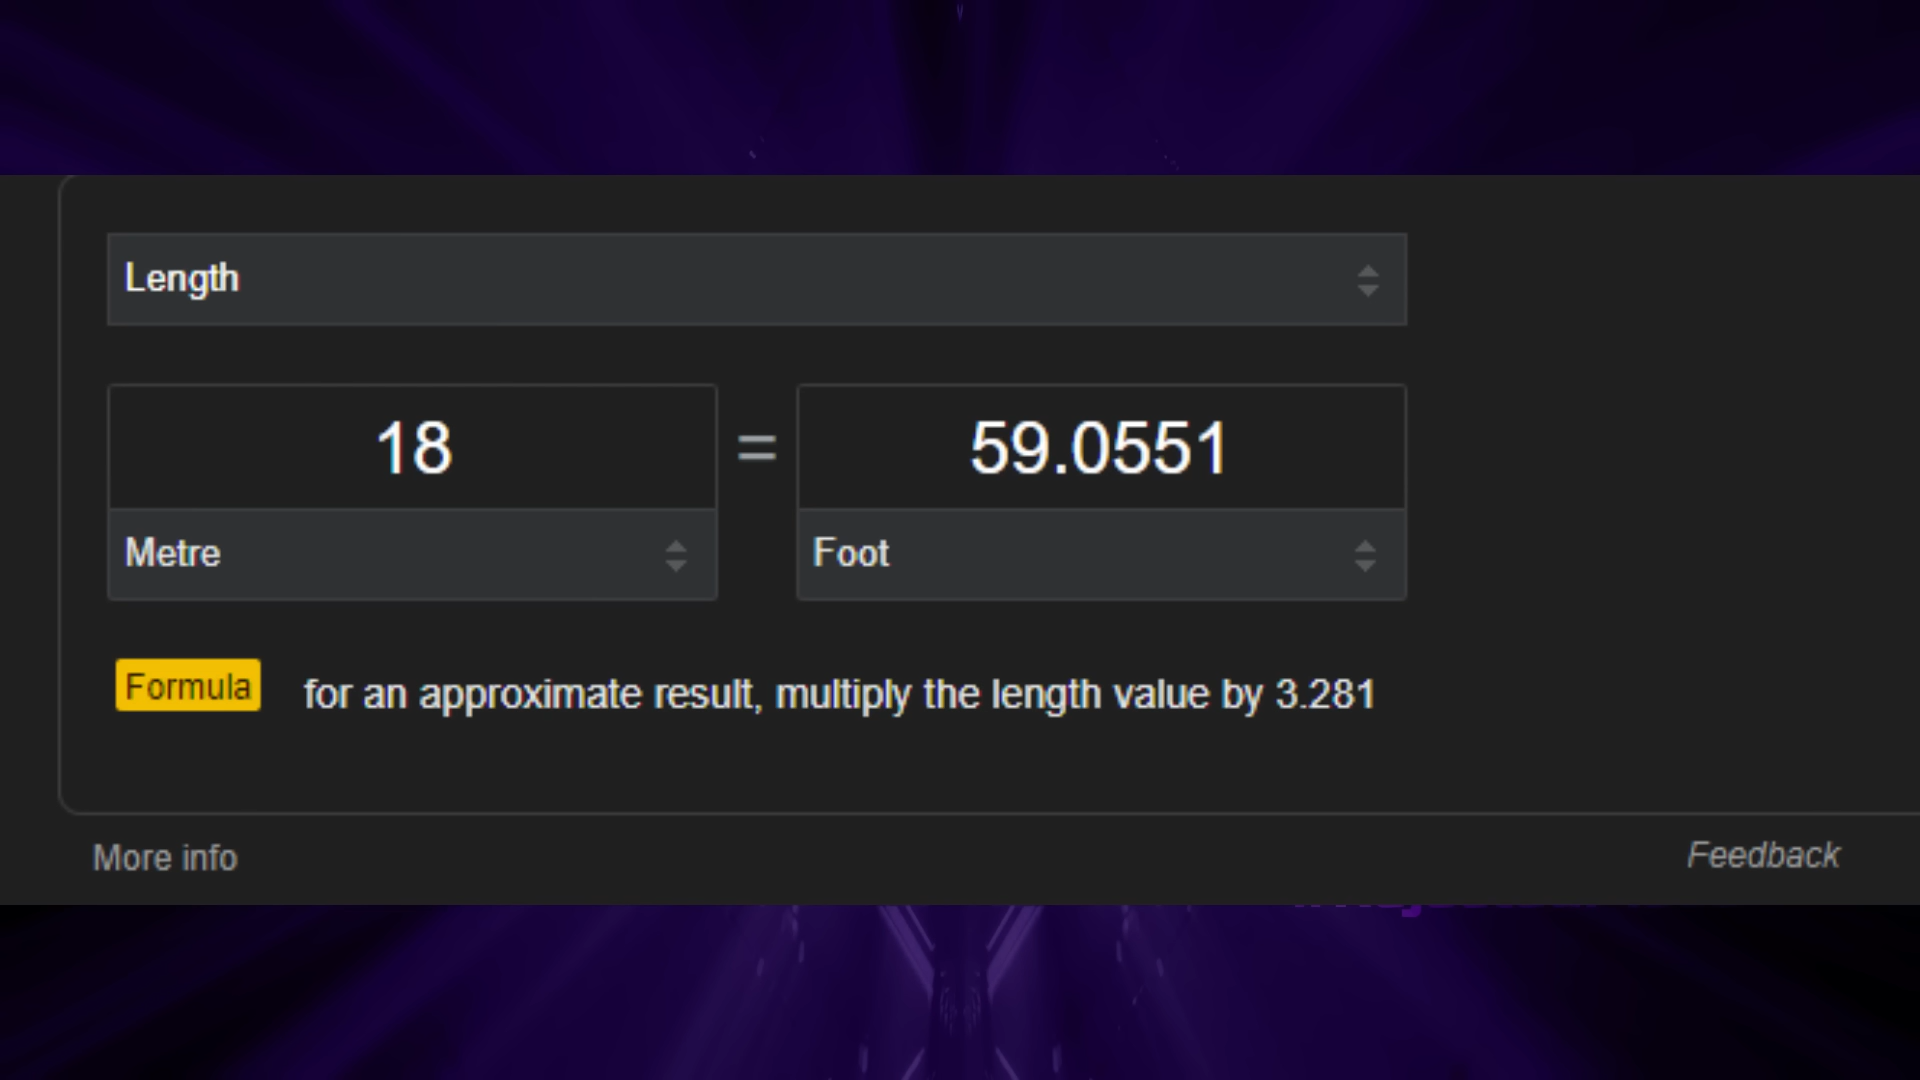 Length
18 = 59.0551
Metre Foot
Formula for an approximate result, multiply the length value by 3.281
More info Feedback